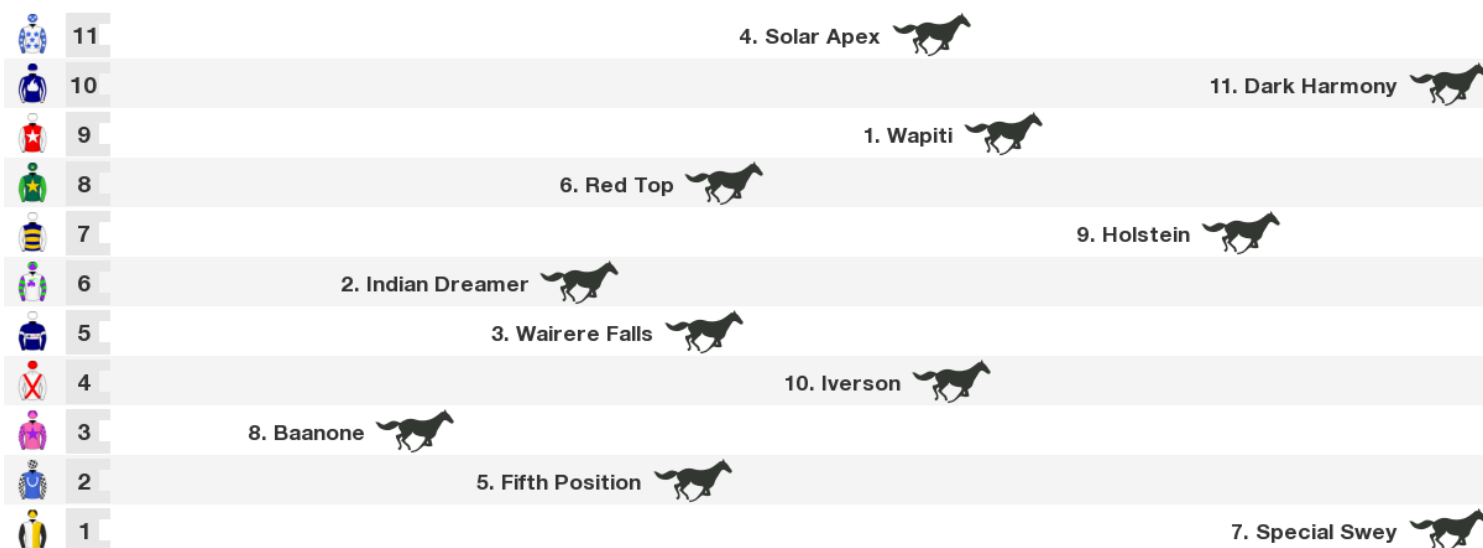 11 4. Solar Apex
10 11. Dark Harmony
9 1. Wapiti
8 6. Red Top
7 9. Holstein
6 2. Indian Dreamer
5 3. Wairere Falls
4 10. Iverson
3 8. Baanone
2 5. Fifth Position
1 7. Special Swey